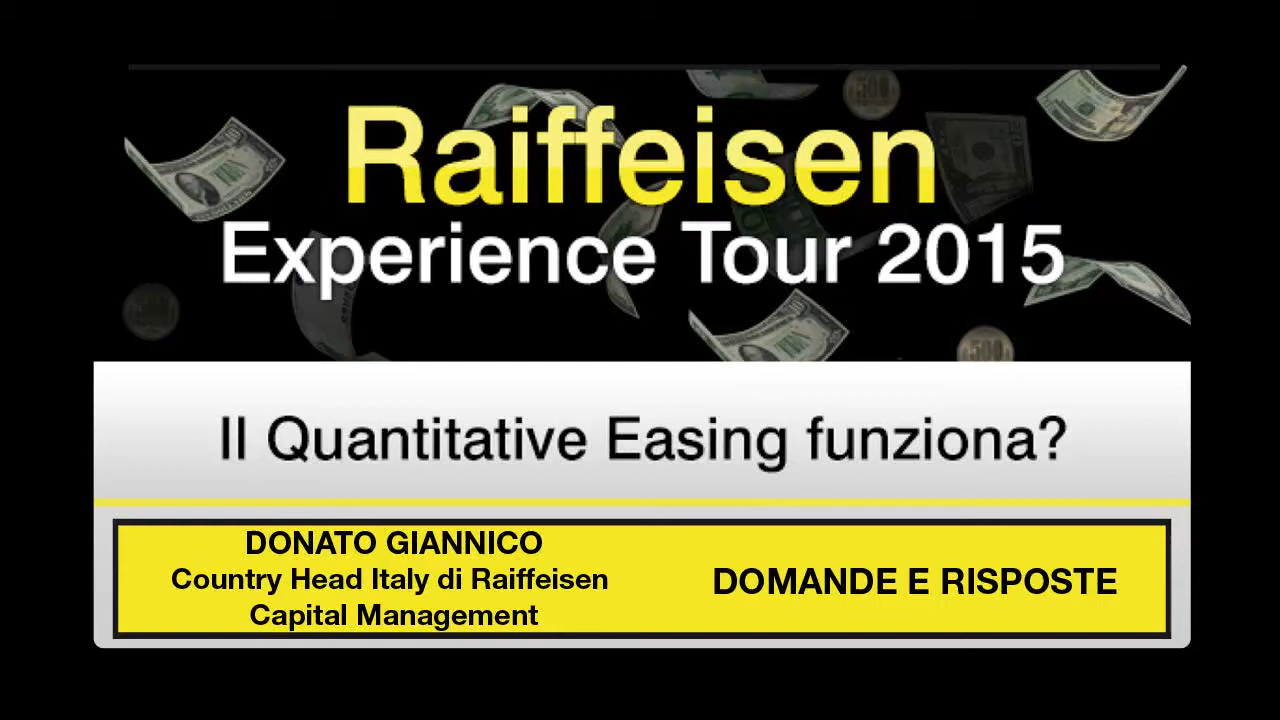 Raiffeisen
Experience Tour 2015
Il Quantitative Easing funziona?
DONATO GIANNICO
Country Head Italy di Raiffeisen
Capital Management
DOMANDE E RISPOSTE